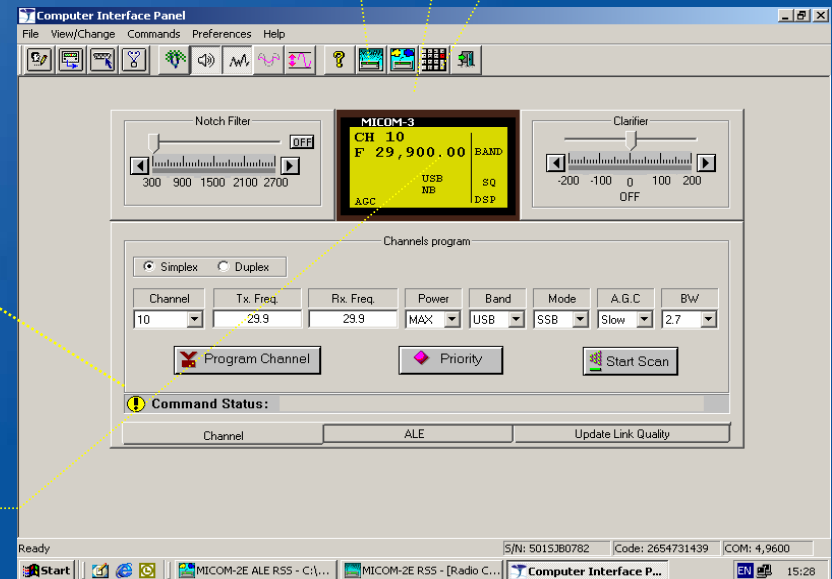 Computer Interface Panel
File View/Change Commands Preferences Help
Notch Filter
OFF
300 900 1500 2100 2700
MICOM-3
CH 10
F 29,900.00 BAND
USB
NB SQ
AGC DSP
Clarifier
-200 -100 0 100 200
OFF
Channels program
Simplex Duplex
Channel Tx. Freq. Rx. Freq. Power Band Mode A.G.C BW
10 29.9 29.9 MAX USB SSB Slow 2.7
Program Channel Priority Start Scan
Command Status:
Channel ALE Update Link Quality
Ready S/N: 501SJB0782 Code: 2654731439 COM: 4,9600
Start MICOM-2E ALE RSS - C:\... MICOM-2E RSS - [Radio C... Computer Interface P... EN 15:28